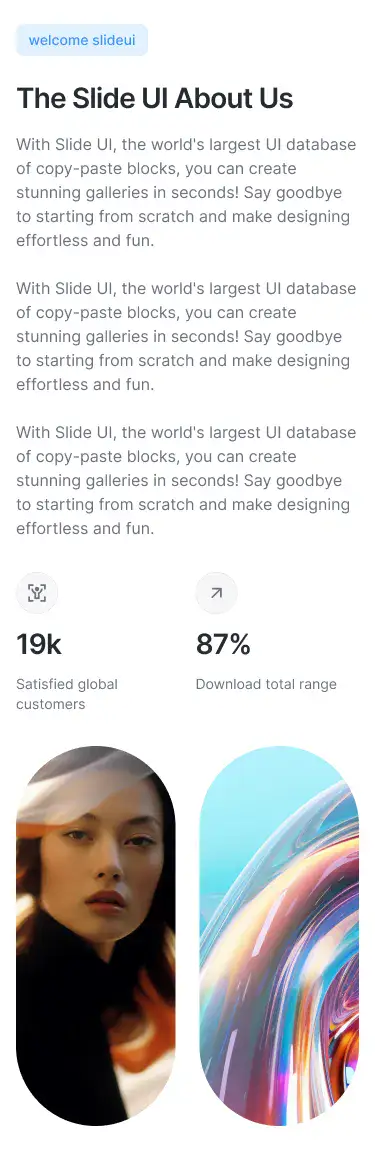 welcome slideui
The Slide UI About Us
With Slide UI, the world's largest UI database
of copy-paste blocks, you can create
stunning galleries in seconds! Say goodbye
to starting from scratch and make designing
effortless and fun.
With Slide UI, the world's largest UI database
of copy-paste blocks, you can create
stunning galleries in seconds! Say goodbye
to starting from scratch and make designing
effortless and fun.
With Slide UI, the world's largest UI database
of copy-paste blocks, you can create
stunning galleries in seconds! Say goodbye
to starting from scratch and make designing
effortless and fun.
19k
Satisfied global
customers
87%
Download total range